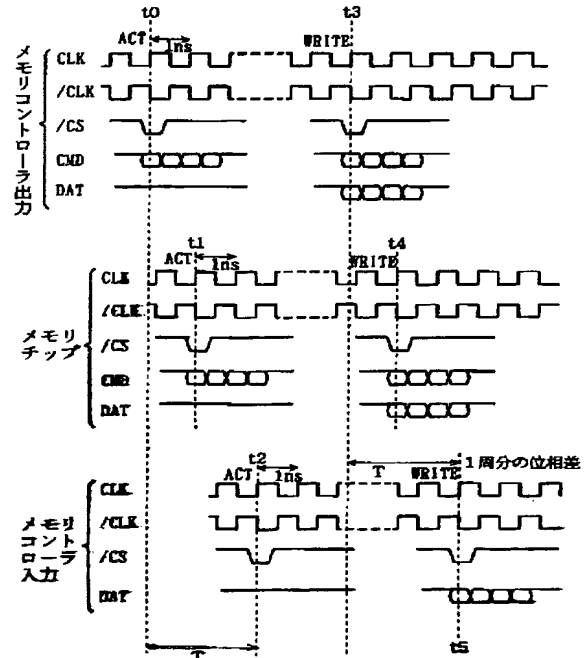 t0
t3
ACT
1ns
WRITE
メモリコントローラ出力
CLK
/CLK
/CS
CMD
DAT
t1
t4
ACT
1ns
WRITE
メモリ
チップ
CLK
/CLK
/CS
CMD
DAT
t2
ACT
1ns
T
WRITE
1周分の位相差
メモリ
コント
ローラ
入力
CLK
/CLK
/CS
DAT
T
t5